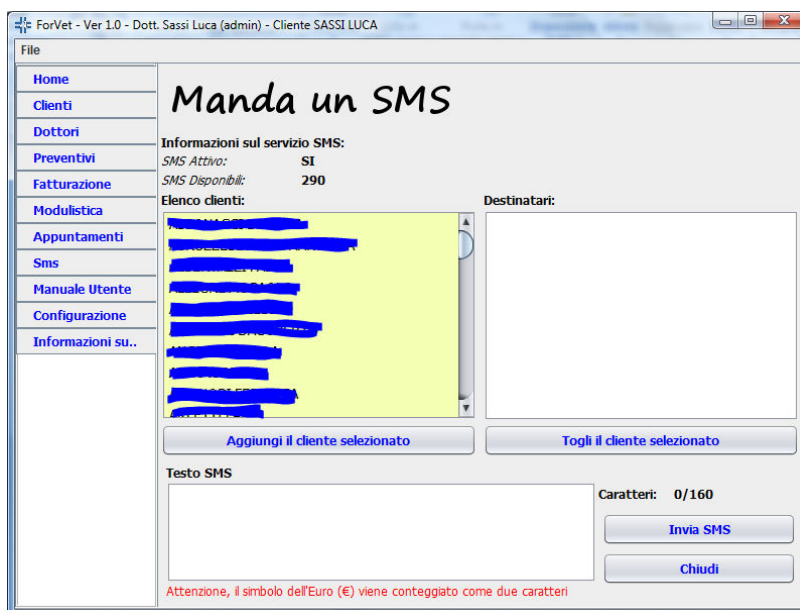 ForVet - Ver 1.0 - Dott. Sassi Luca (admin) - Cliente SASSI LUCA
File
Home
Clienti
Dottori
Preventivi
Fatturazione
Modulistica
Appuntamenti
Sms
Manuale Utente
Configurazione
Informazioni su..
Manda un SMS
Informazioni sul servizio SMS:
SMS Attivo: SI
SMS Disponibili: 290
Elenco clienti: Destinatari:
Aggiungi il cliente selezionato Togli il cliente selezionato
Testo SMS
Caratteri: 0/160
Invia SMS
Chiudi
Attenzione, il simbolo dell'Euro (€) viene conteggiato come due caratteri